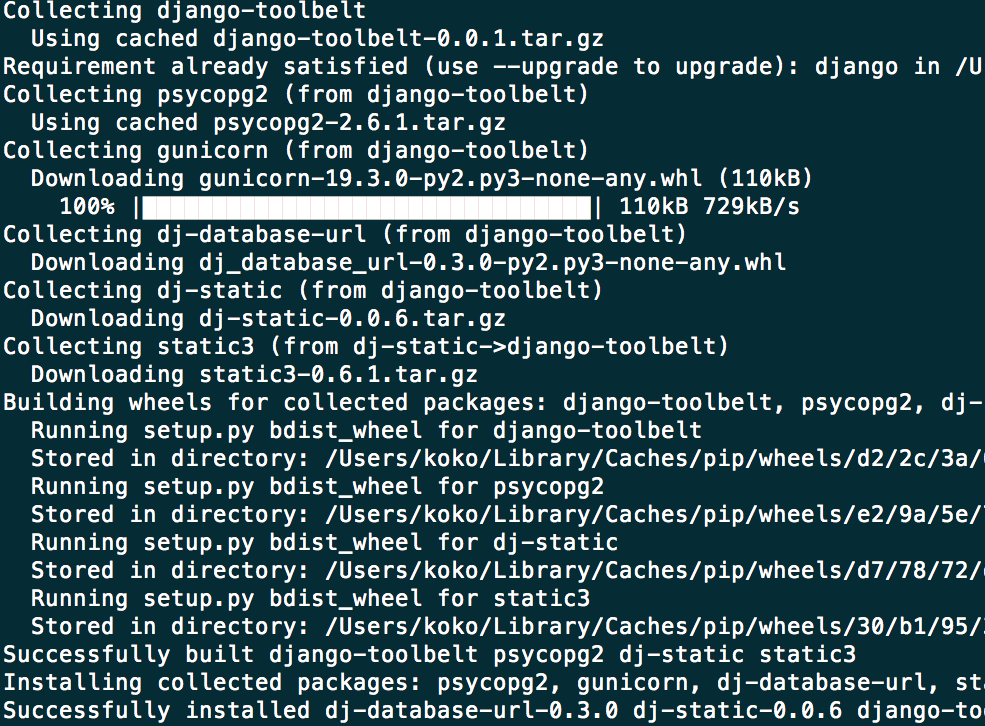 Collecting django-toolbelt
Using cached django-toolbelt-0.0.1.tar.gz
Requirement already satisfied (use --upgrade to upgrade): django in /U
Collecting psycopg2 (from django-toolbelt)
Using cached psycopg2-2.6.1.tar.gz
Collecting gunicorn (from django-toolbelt)
Downloading gunicorn-19.3.0-py2.py3-none-any.whl (110kB)
100% |████████████████████████████████| 110kB 729kB/s
Collecting dj-database-url (from django-toolbelt)
Downloading dj_database_url-0.3.0-py2.py3-none-any.whl
Collecting dj-static (from django-toolbelt)
Downloading dj-static-0.0.6.tar.gz
Collecting static3 (from dj-static->django-toolbelt)
Downloading static3-0.6.1.tar.gz
Building wheels for collected packages: django-toolbelt, psycopg2, dj-
Running setup.py bdist_wheel for django-toolbelt
Stored in directory: /Users/koko/Library/Caches/pip/wheels/d2/2c/3a/
Running setup.py bdist_wheel for psycopg2
Stored in directory: /Users/koko/Library/Caches/pip/wheels/e2/9a/5e/
Running setup.py bdist_wheel for dj-static
Stored in directory: /Users/koko/Library/Caches/pip/wheels/d7/78/72/
Running setup.py bdist_wheel for static3
Stored in directory: /Users/koko/Library/Caches/pip/wheels/30/b1/95/
Successfully built django-toolbelt psycopg2 dj-static static3
Installing collected packages: psycopg2, gunicorn, dj-database-url, sta
Successfully installed dj-database-url-0.3.0 dj-static-0.0.6 django-too